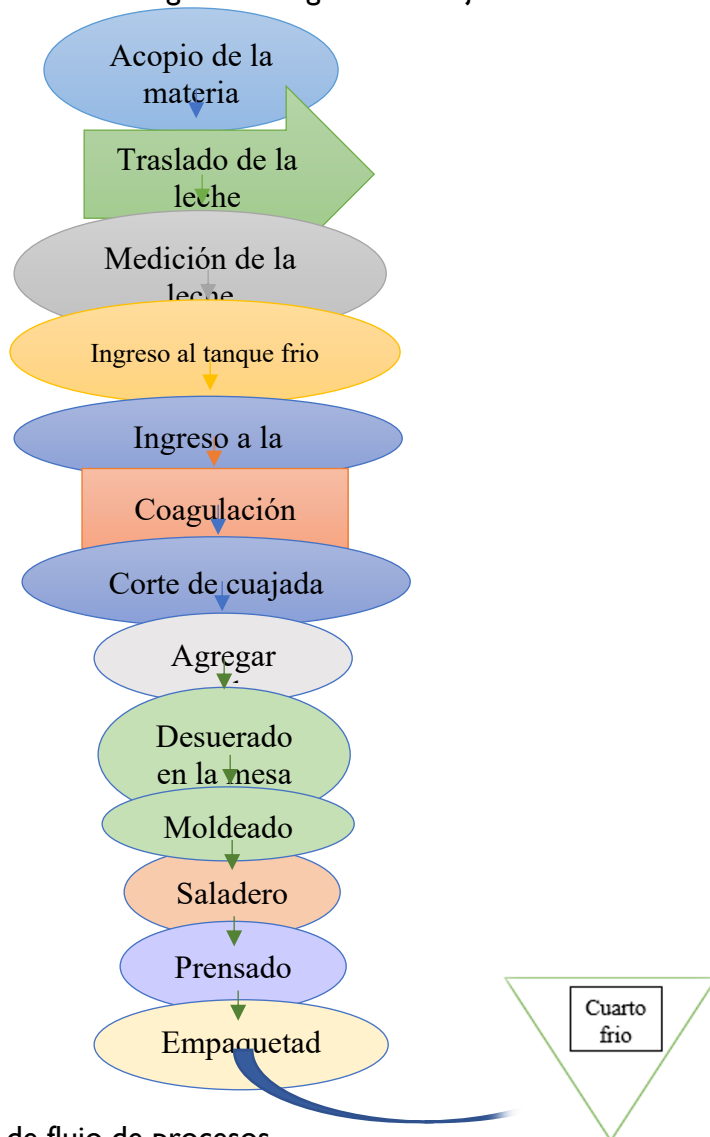 Acopio de la
materia
Traslado de la
leche
Medición de la
leche
Ingreso al tanque frio
Ingreso a la
Coagulación
Corte de cuajada
Agregar
Desuerado
en la mesa
Moldeado
Saladero
Prensado
Empaquetad
Cuarto
frio
de flujo de procesos